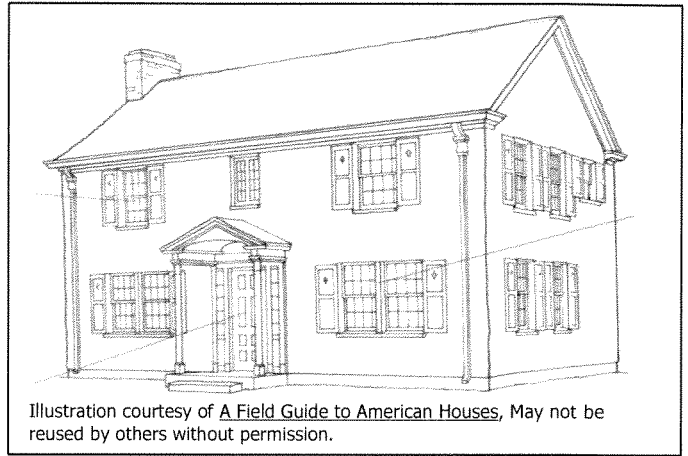 Illustration courtesy of A Field Guide to American Houses, May not be
reused by others without permission.